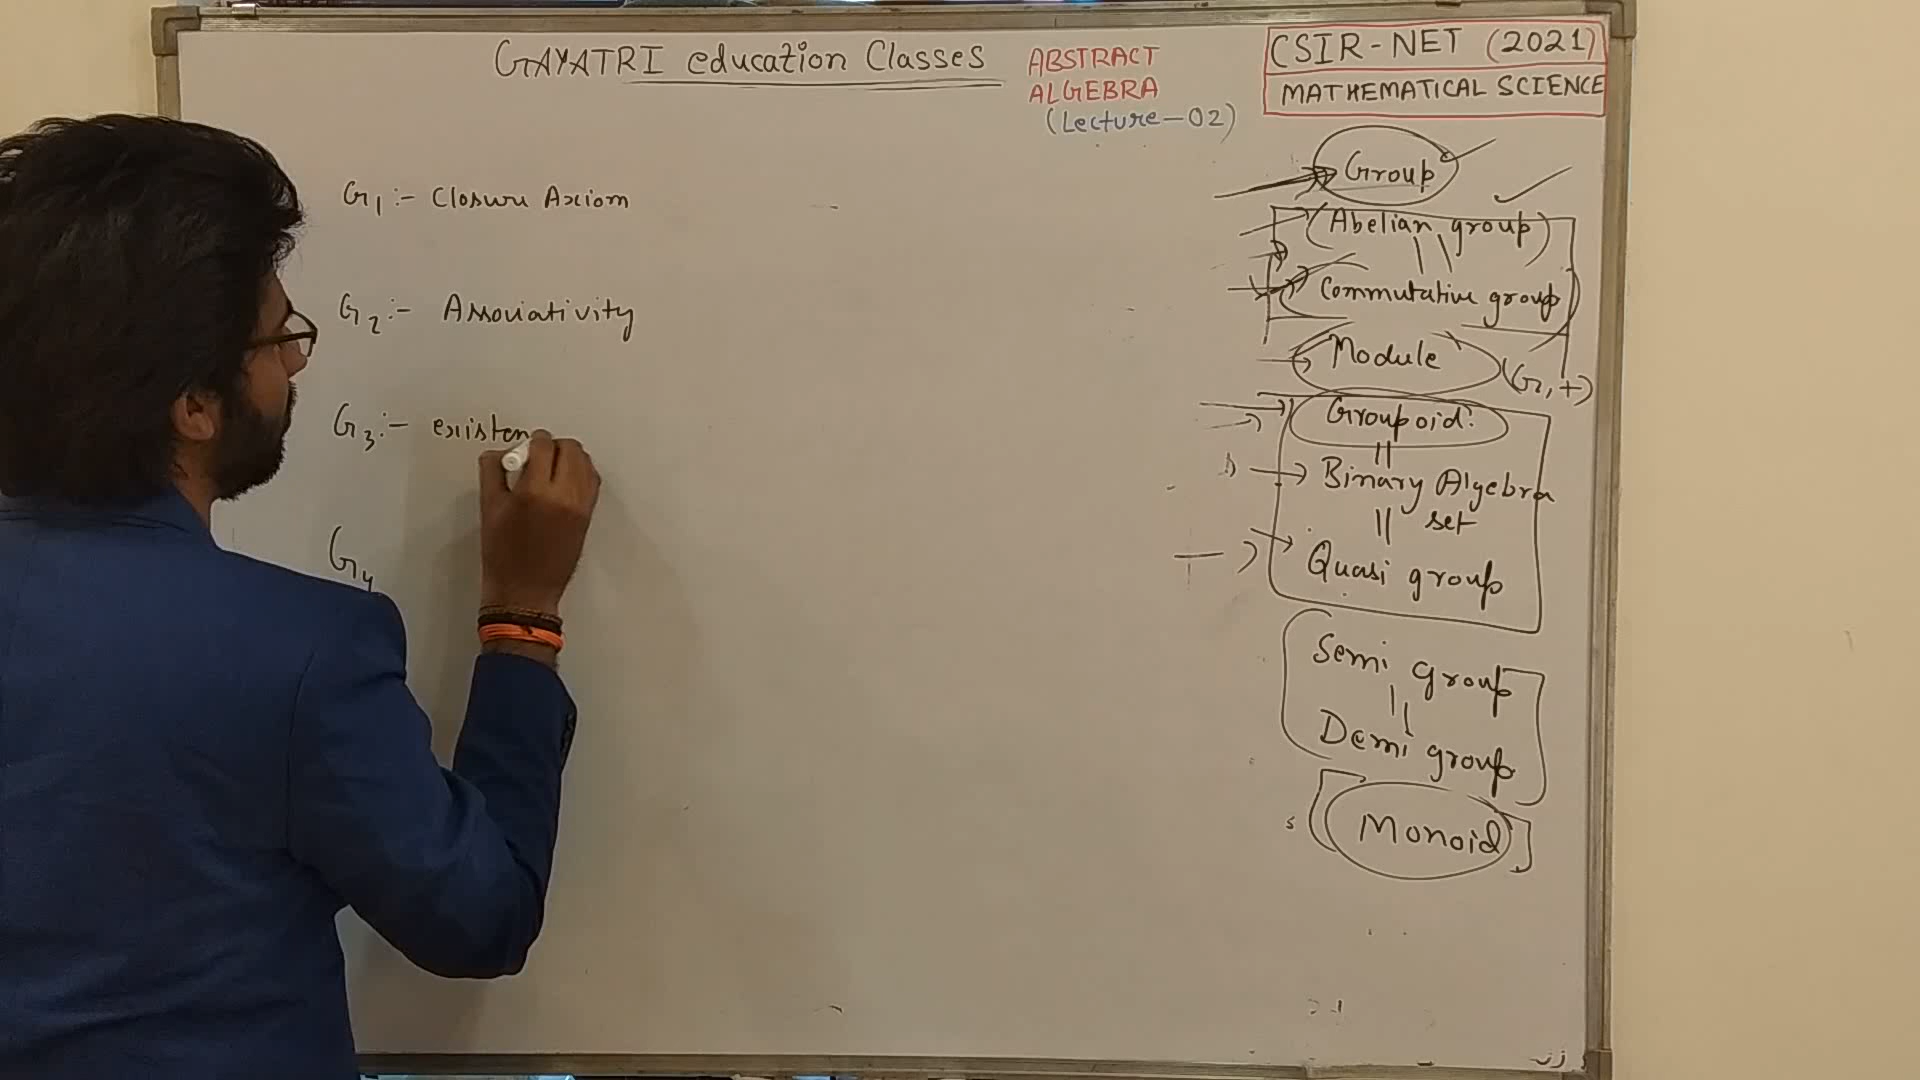 GAYATRI education Classes
ABSTRACT
ALGEBRA
(Lecture-02)
CSIR-NET (2021)
MATHEMATICAL SCIENCE
G1:- Closure Axiom
G2:- Associativity
G3:- existen
G4
Group
(Abelian group)
Commutative group
Module (G,+)
Groupoid.
Binary Algebra
set
Quasi group
Semi group
Demi group
Monoid